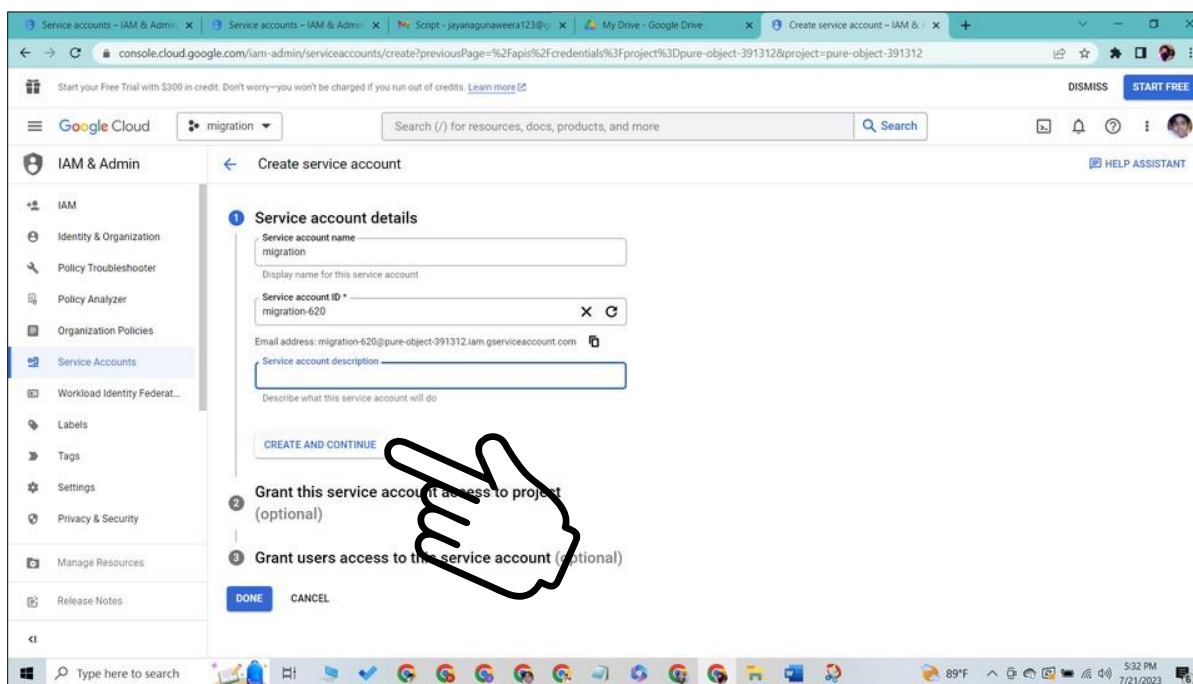 Service accounts – IAM & Admin
Service accounts – IAM & Admin
Script - jayanagunaweera123@g
My Drive - Google Drive
Create service account – IAM &
console.cloud.google.com/iam-admin/serviceaccounts/create?previousPage=%2Fapis%2Fcredentials%3Fproject%3Dpure-object-391312&project=pure-object-391312
Start your Free Trial with $300 in credit. Don't worry—you won't be charged if you run out of credits. Learn more
DISMISS
START FREE
Google Cloud
migration
Search (/) for resources, docs, products, and more
Search
IAM & Admin
Create service account
HELP ASSISTANT
IAM
Identity & Organization
Policy Troubleshooter
Policy Analyzer
Organization Policies
Service Accounts
Workload Identity Federat...
Labels
Tags
Settings
Privacy & Security
Manage Resources
Release Notes
1 Service account details
Service account name
migration
Display name for this service account
Service account ID *
migration-620
Email address: migration-620@pure-object-391312.iam.gserviceaccount.com
Service account description
Describe what this service account will do
CREATE AND CONTINUE
2 Grant this service account access to project
(optional)
3 Grant users access to this service account (optional)
DONE
CANCEL
Type here to search
89°F
5:32 PM
7/21/2023